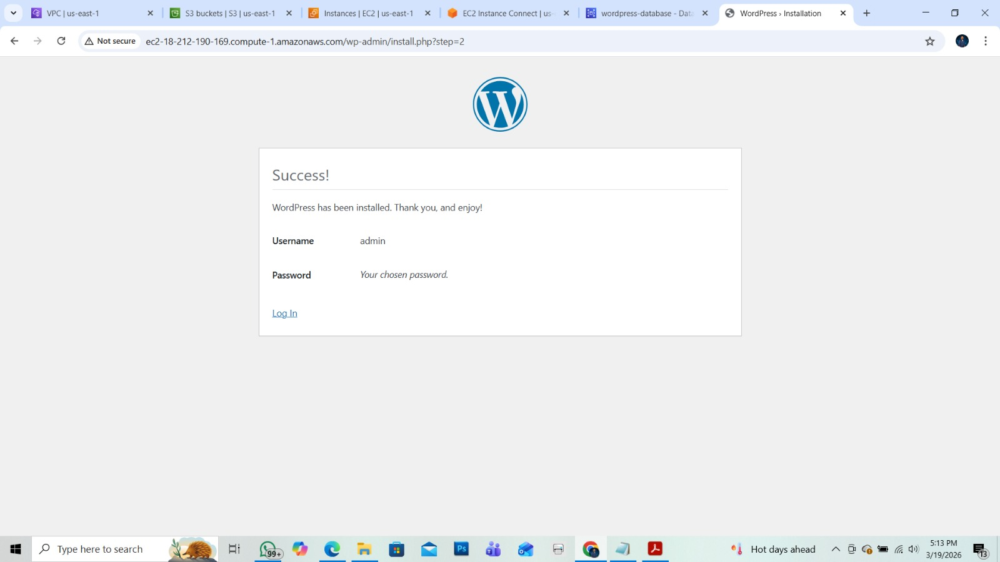 VPC | us-east-1
S3 buckets | S3 | us-east-1
Instances | EC2 | us-east-1
EC2 Instance Connect | us-
wordpress-database - Data
WordPress › Installation
Not secure
ec2-18-212-190-169.compute-1.amazonaws.com/wp-admin/install.php?step=2
Success!
WordPress has been installed. Thank you, and enjoy!
Username admin
Password Your chosen password.
Log In
Type here to search
99+
Ps
Hot days ahead
5:13 PM
3/19/2026
13